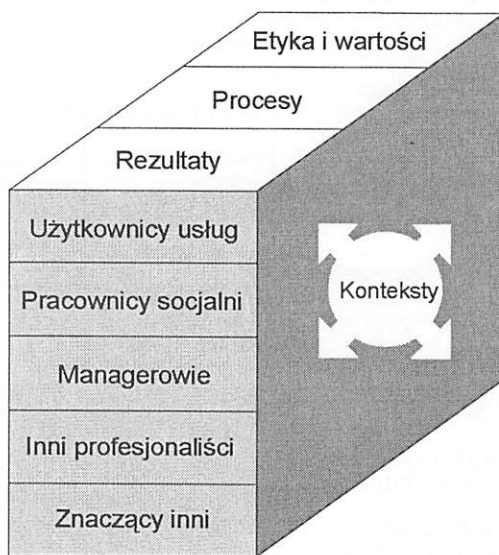 Etyka i wartości
Procesy
Rezultaty
Użytkownicy usług
Pracownicy socjalni
Konteksty
Managerowie
Inni profesjonaliści
Znaczący inni